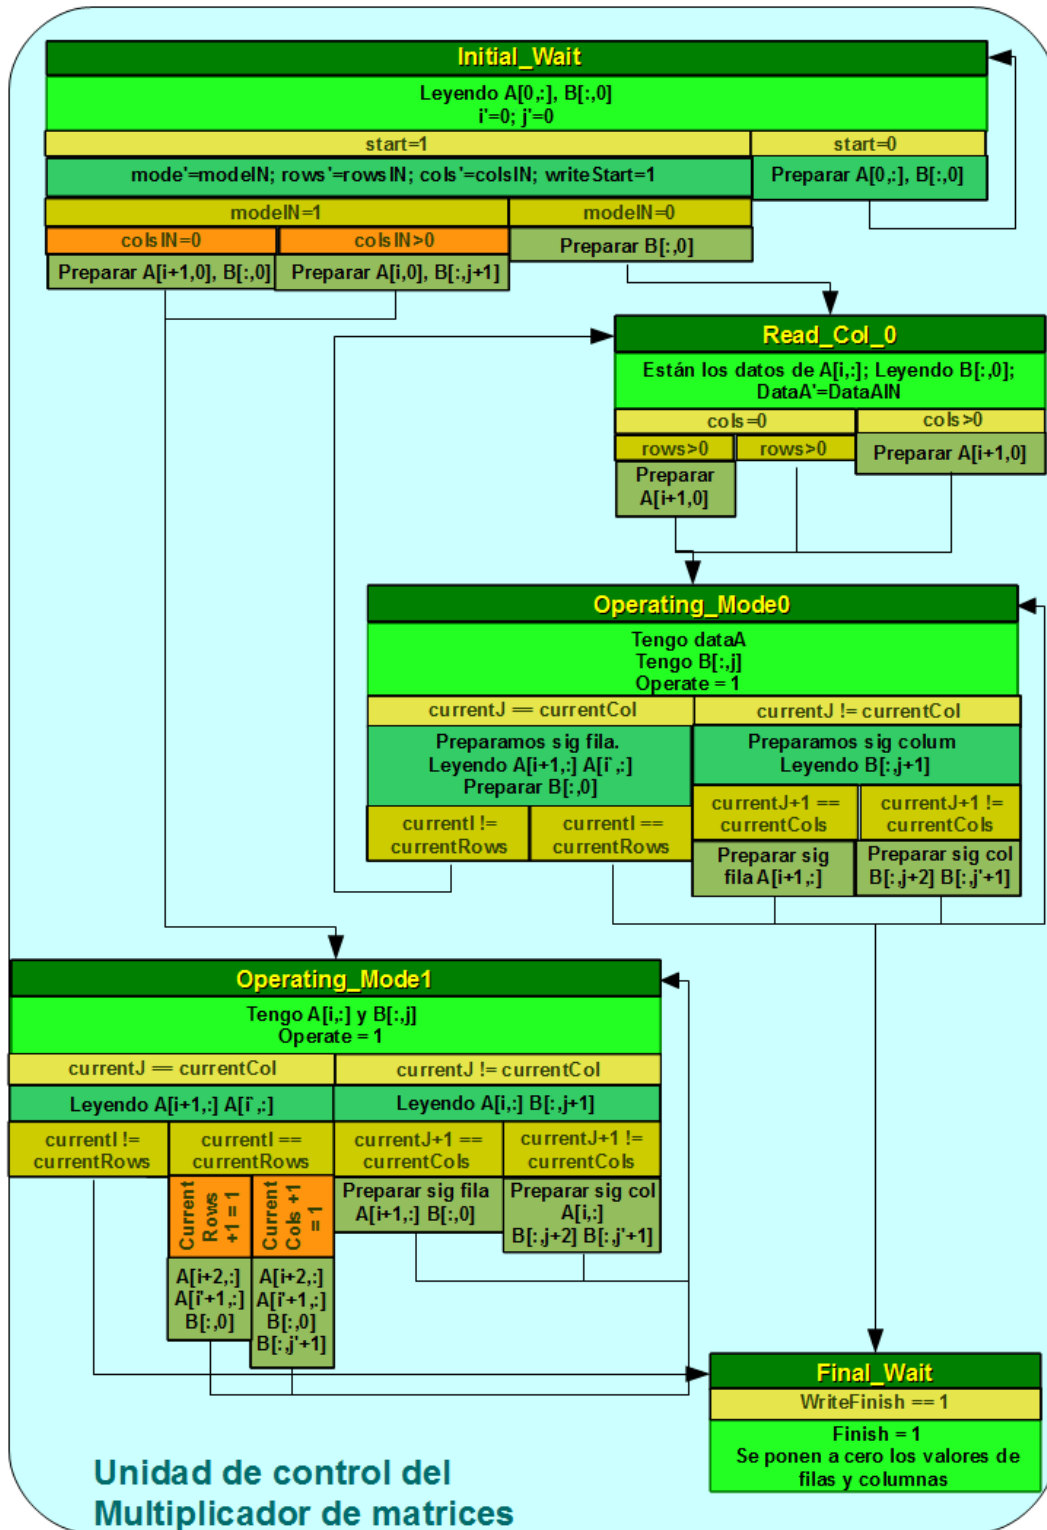 Initial_Wait
Leyendo A[0,:], B[:,0]
i'=0; j'=0
start=1
start=0
mode'=modeIN; rows'=rowsIN; cols'=colsIN; writeStart=1
Preparar A[0,:], B[:,0]
modeIN=1
modeIN=0
colsIN=0
colsIN>0
Preparar B[:,0]
Preparar A[i+1,0], B[:,0]
Preparar A[i,0], B[:,j+1]
Read_Col_0
Están los datos de A[i,:]; Leyendo B[:,0];
DataA'=DataAIN
cols=0
cols>0
rows>0
rows>0
Preparar A[i+1,0]
Preparar
A[i+1,0]
Operating_Mode0
Tengo dataA
Tengo B[:,j]
Operate = 1
currentJ == currentCol
currentJ != currentCol
Preparamos sig fila.
Leyendo A[i+1,:] A[i`,:]
Preparar B[:,0]
Preparamos sig colum
Leyendo B[:,j+1]
currentI !=
currentRows
currentI ==
currentRows
currentJ+1 ==
currentCols
currentJ+1 !=
currentCols
Preparar sig
fila A[i+1,:]
Preparar sig col
B[:,j+2] B[:,j'+1]
Operating_Mode1
Tengo A[i,:] y B[:,j]
Operate = 1
currentJ == currentCol
currentJ != currentCol
Leyendo A[i+1,:] A[i`,:]
Leyendo A[i,:] B[:,j+1]
currentI !=
currentRows
currentI ==
currentRows
currentJ+1 ==
currentCols
currentJ+1 !=
currentCols
Current
Rows
+1 = 1
Current
Cols +1
= 1
Preparar sig fila
A[i+1,:] B[:,0]
Preparar sig col
A[i,:]
B[:,j+2] B[:,j'+1]
A[i+2,:]
A[i'+1,:]
B[:,0]
A[i+2,:]
A[i'+1,:]
B[:,0]
B[:,j'+1]
Final_Wait
WriteFinish == 1
Finish = 1
Se ponen a cero los valores de
filas y columnas
Unidad de control del
Multiplicador de matrices